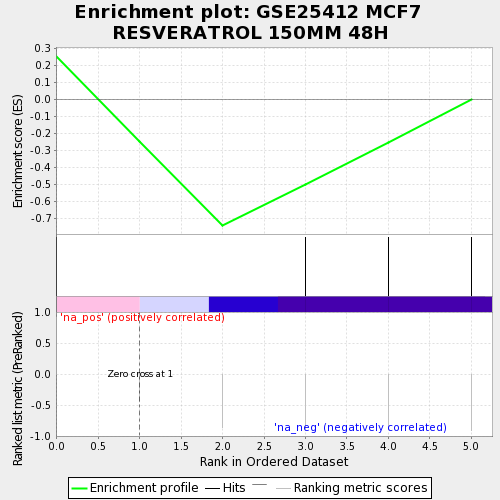 Enrichment plot: GSE25412 MCF7
RESVERATROL 150MM 48H
Enrichment score (ES)
0.3
0.2
0.1
0.0
-0.1
-0.2
-0.3
-0.4
-0.5
-0.6
-0.7
Ranked list metric (PreRanked)
1.0
0.5
0.0
-0.5
-1.0
'na_pos' (positively correlated)
Zero cross at 1
'na_neg' (negatively correlated)
0.0 0.5 1.0 1.5 2.0 2.5 3.0 3.5 4.0 4.5 5.0
Rank in Ordered Dataset
Enrichment profile Hits Ranking metric scores